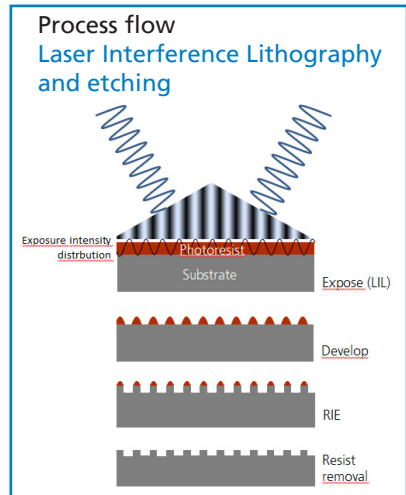 Process flow
Laser Interference Lithography
and etching
Exposure intensity
distrbution
Photoresist
Substrate
Expose (LIL)
Develop
RIE
Resist
removal